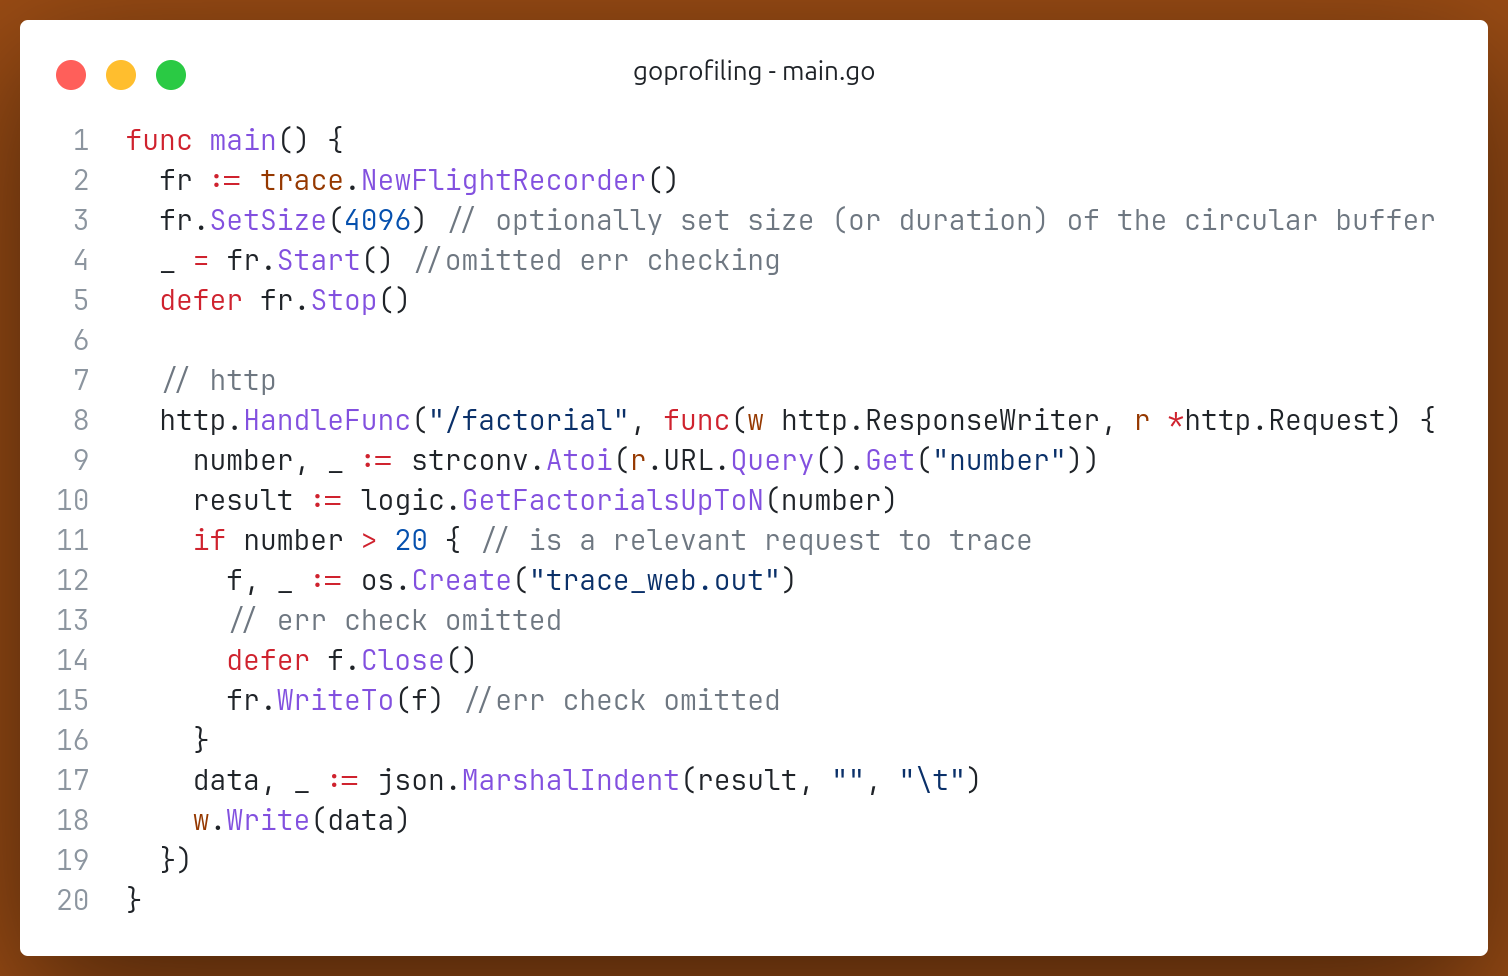 goprofiling - main.go
1 func main() {
2   fr := trace.NewFlightRecorder()
3   fr.SetSize(4096) // optionally set size (or duration) of the circular buffer
4   _ = fr.Start() //omitted err checking
5   defer fr.Stop()
6
7   // http
8   http.HandleFunc("/factorial", func(w http.ResponseWriter, r *http.Request) {
9     number, _ := strconv.Atoi(r.URL.Query().Get("number"))
10     result := logic.GetFactorialsUpToN(number)
11     if number > 20 { // is a relevant request to trace
12       f, _ := os.Create("trace_web.out")
13       // err check omitted
14       defer f.Close()
15       fr.WriteTo(f) //err check omitted
16     }
17     data, _ := json.MarshalIndent(result, "", "\t")
18     w.Write(data)
19   })
20 }